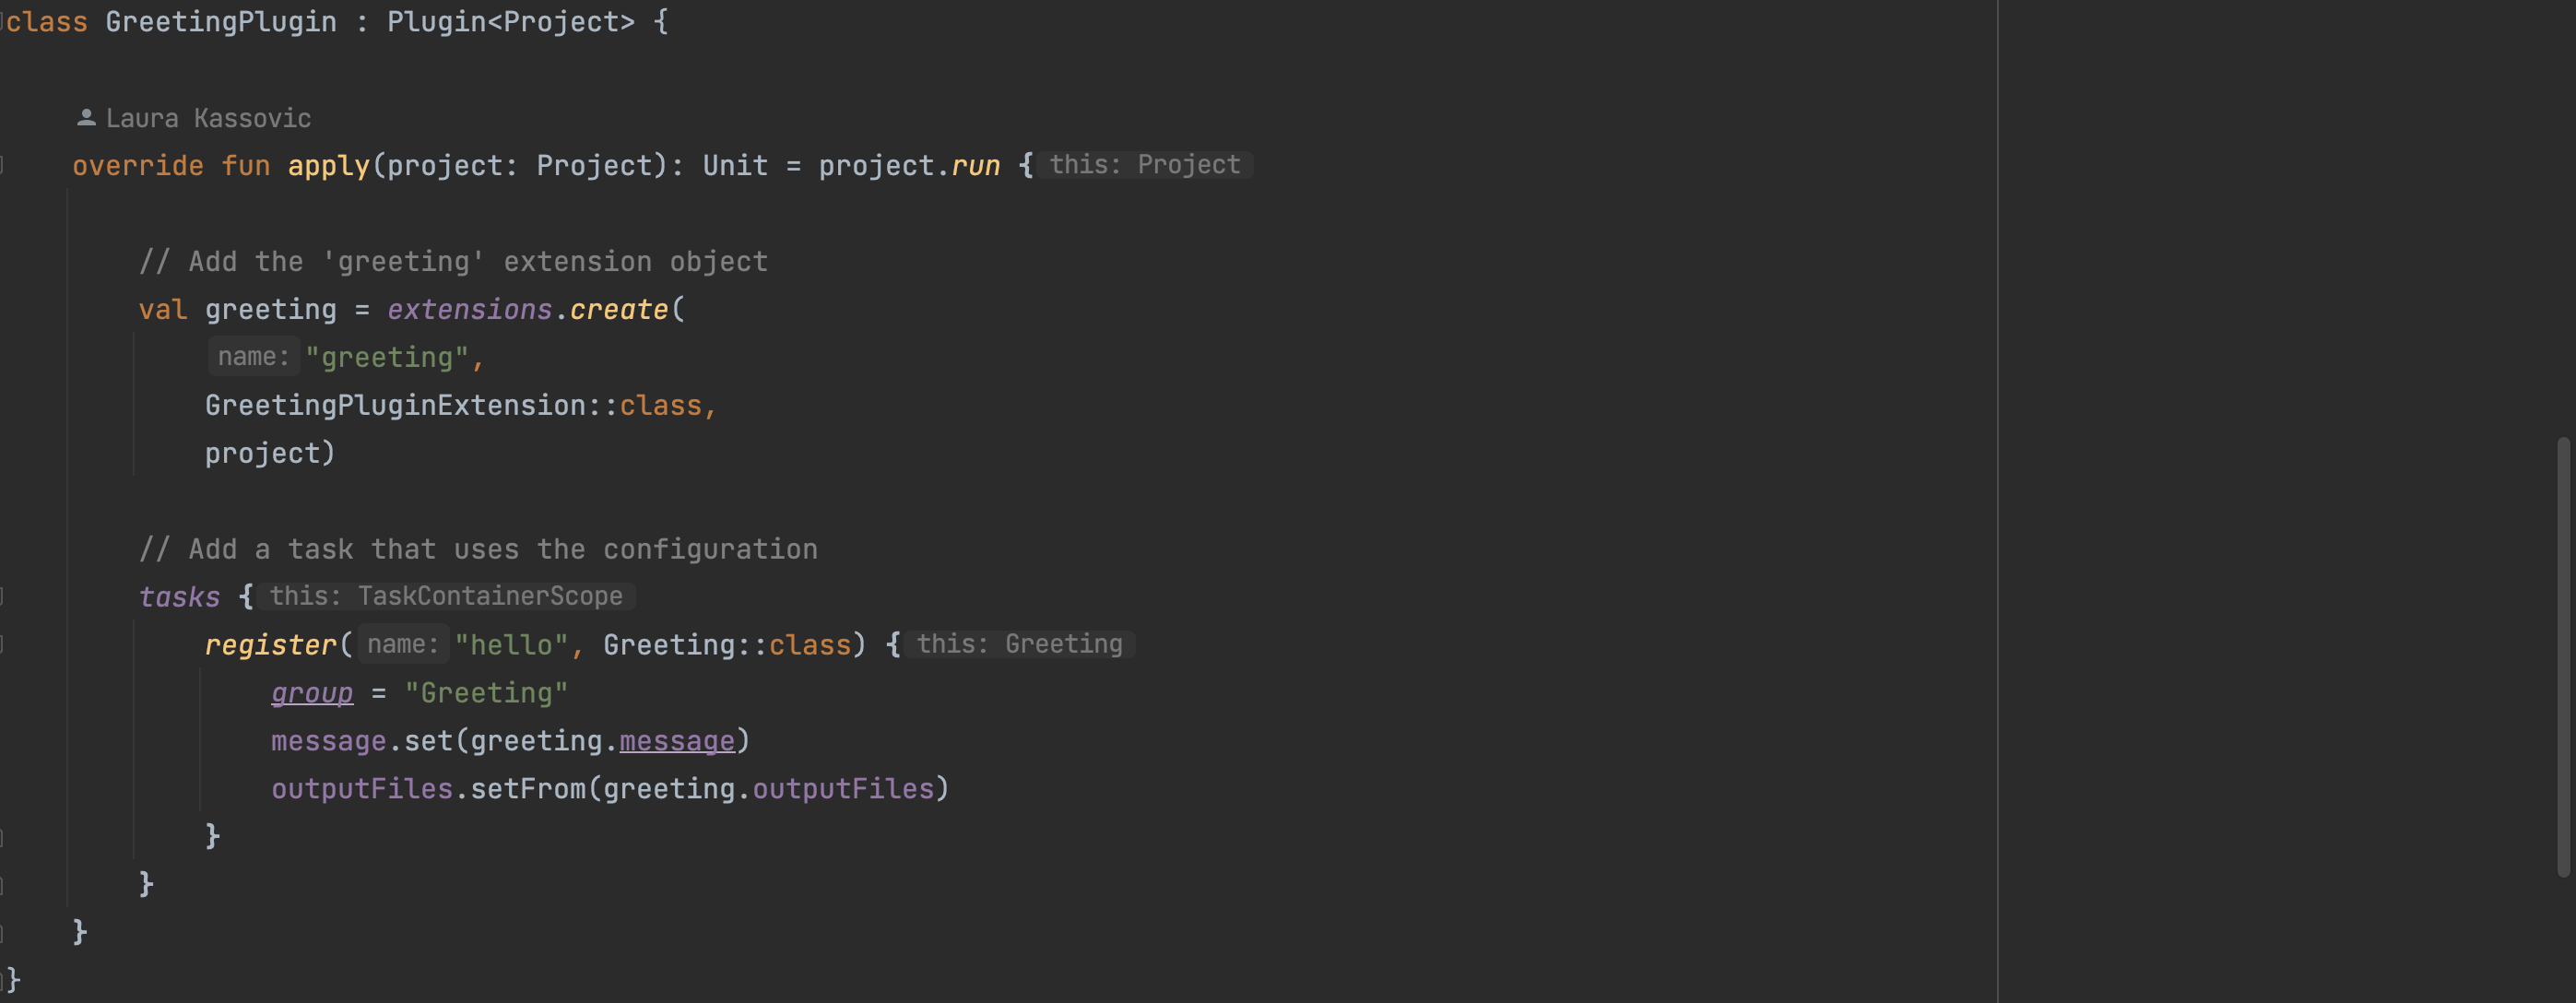 class GreetingPlugin : Plugin<Project> {
Laura Kassovic
override fun apply(project: Project): Unit = project.run { this: Project
// Add the 'greeting' extension object
val greeting = extensions.create(
name: "greeting",
GreetingPluginExtension::class,
project)
// Add a task that uses the configuration
tasks { this: TaskContainerScope
register( name: "hello", Greeting::class) { this: Greeting
group = "Greeting"
message.set(greeting.message)
outputFiles.setFrom(greeting.outputFiles)
}
}
}
}